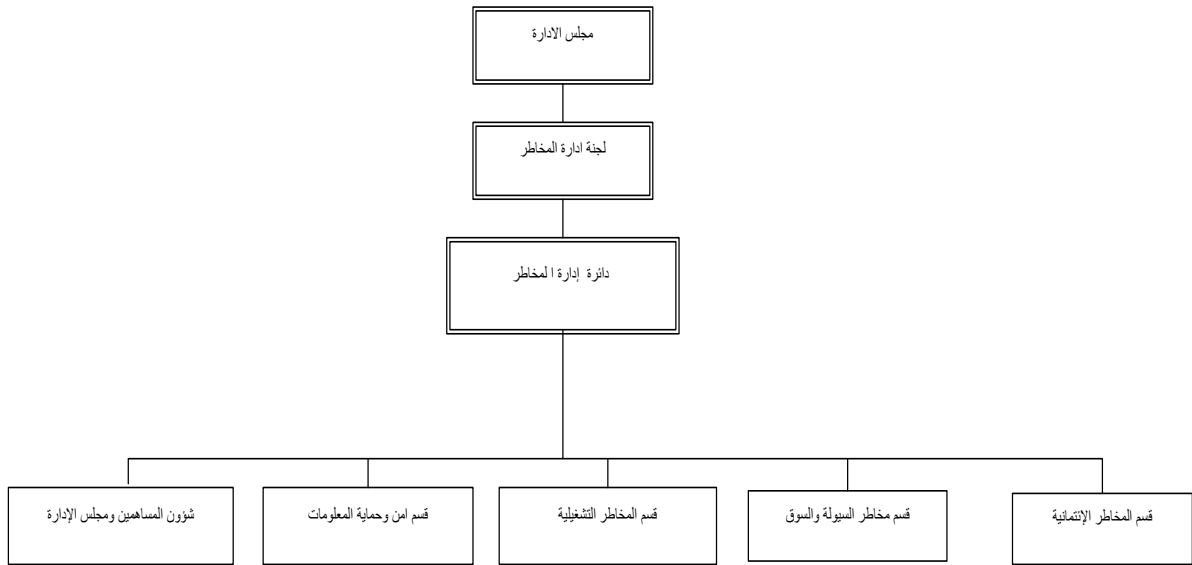 مجلس الادارة
لجنة ادارة المخاطر
دائرة إدارة ا لمخاطر
قسم المخاطر الإئتمانية
قسم مخاطر السيولة والسوق
قسم المخاطر التشغيلية
قسم امن وحماية المعلومات
شؤون المساهمين ومجلس الإدارة